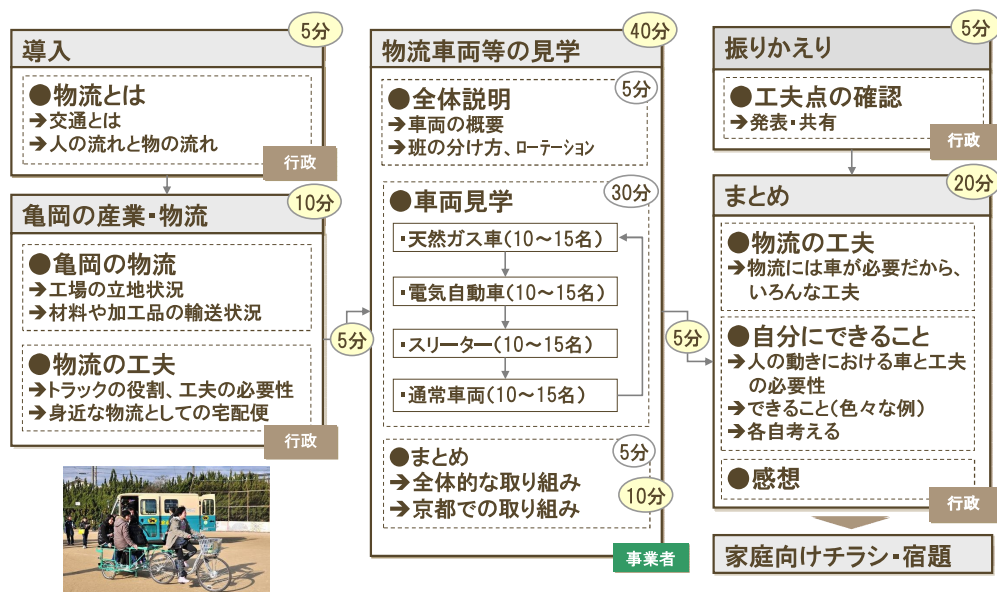 5分
導入
●物流とは
➔交通とは
➔人の流れと物の流れ
行政
10分
亀岡の産業・物流
●亀岡の物流
➔工場の立地状況
➔材料や加工品の輸送状況
●物流の工夫
➔トラックの役割、工夫の必要性
➔身近な物流としての宅配便
行政
5分
40分
物流車両等の見学
5分
●全体説明
➔車両の概要
➔班の分け方、ローテーション
30分
●車両見学
・天然ガス車(10～15名)
・電気自動車(10～15名)
・スリーター(10～15名)
・通常車両(10～15名)
5分
●まとめ
➔全体的な取り組み
10分
➔京都での取り組み
事業者
5分
5分
振りかえり
●工夫点の確認
➔発表・共有
行政
20分
まとめ
●物流の工夫
➔物流には車が必要だから、
いろんな工夫
●自分にできること
➔人の動きにおける車と工夫
の必要性
➔できること(色々な例)
➔各自考える
●感想
行政
家庭向けチラシ・宿題